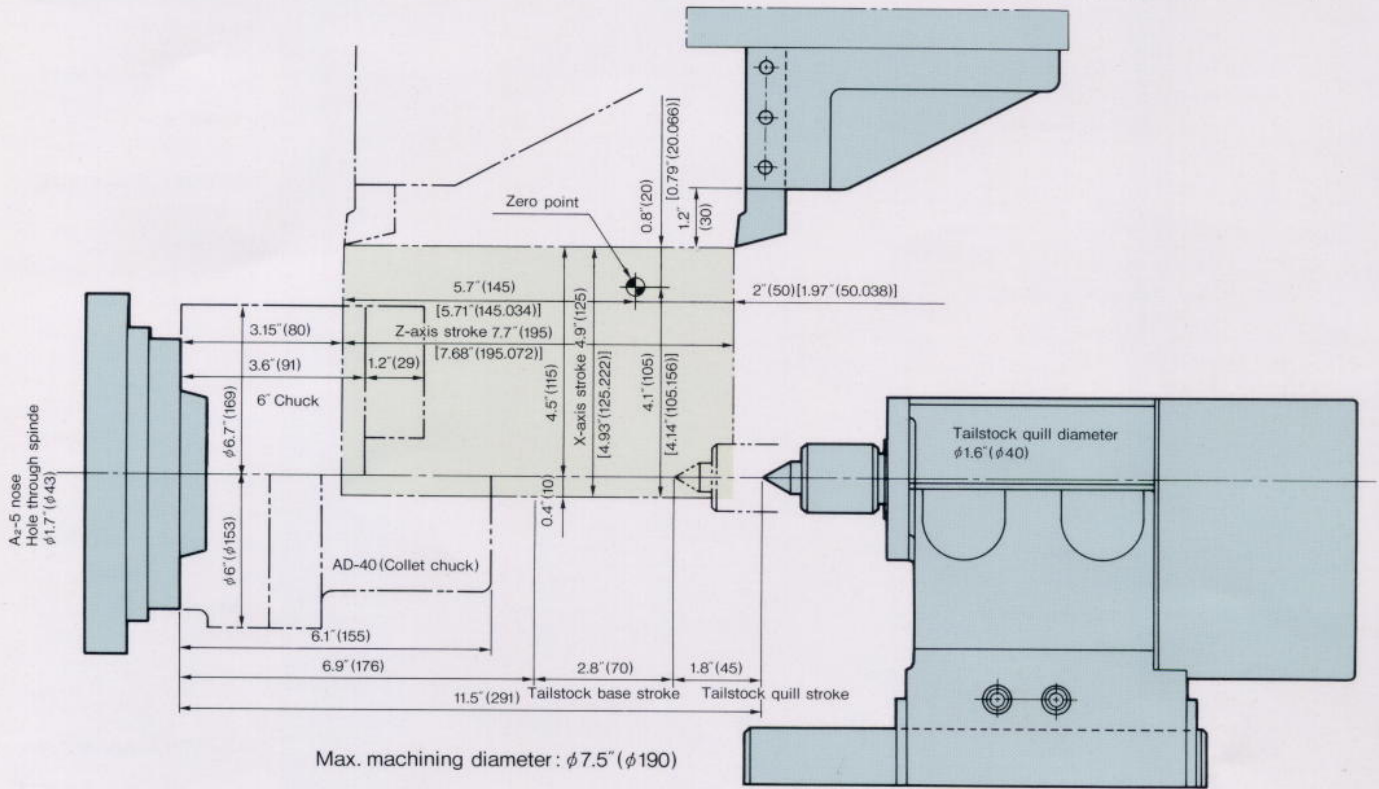 [0.79″(20.066)]
0.8″(20)
1.2″
(30)
Zero point
5.7″(145)
[5.71″(145.034)]
2″(50)[1.97″(50.038)]
3.15″(80)
Z-axis stroke 7.7″(195)
[7.68″(195.072)]
3.6″(91)
1.2″(29)
6″ Chuck
φ6.7″(169)
4.5″(115)
X-axis stroke 4.9″(125)
[4.93″(125.222)]
4.1″(105)
[4.14″(105.156)]
Tailstock quill diameter
φ1.6″(φ40)
A₂-5 nose
Hole through spinde
φ1.7″(φ43)
0.4″(10)
φ6″(φ153)
AD-40(Collet chuck)
6.1″(155)
6.9″(176)
2.8″(70)
1.8″(45)
11.5″(291)
Tailstock base stroke
Tailstock quill stroke
Max. machining diameter : φ7.5″(φ190)